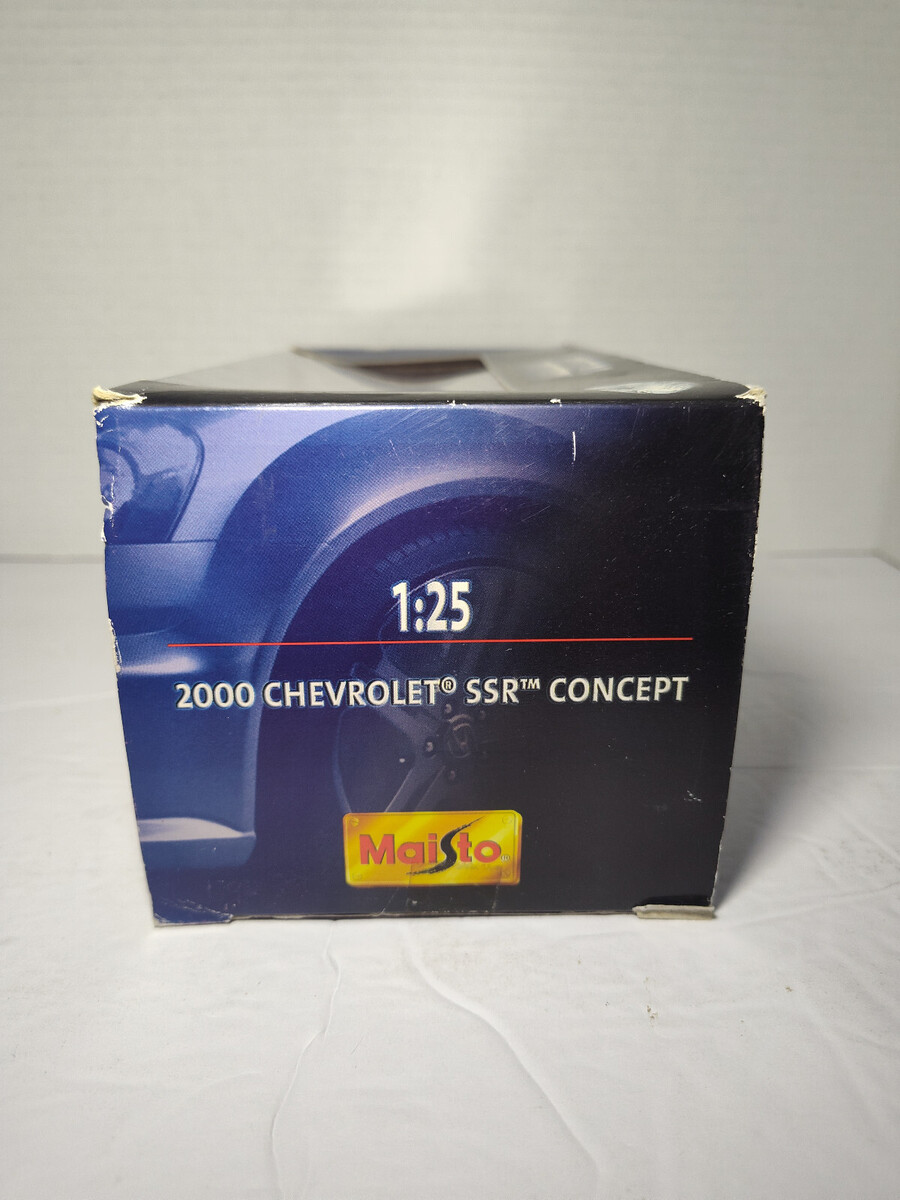 1:25
2000 CHEVROLET® SSR™ CONCEPT
Maisto®